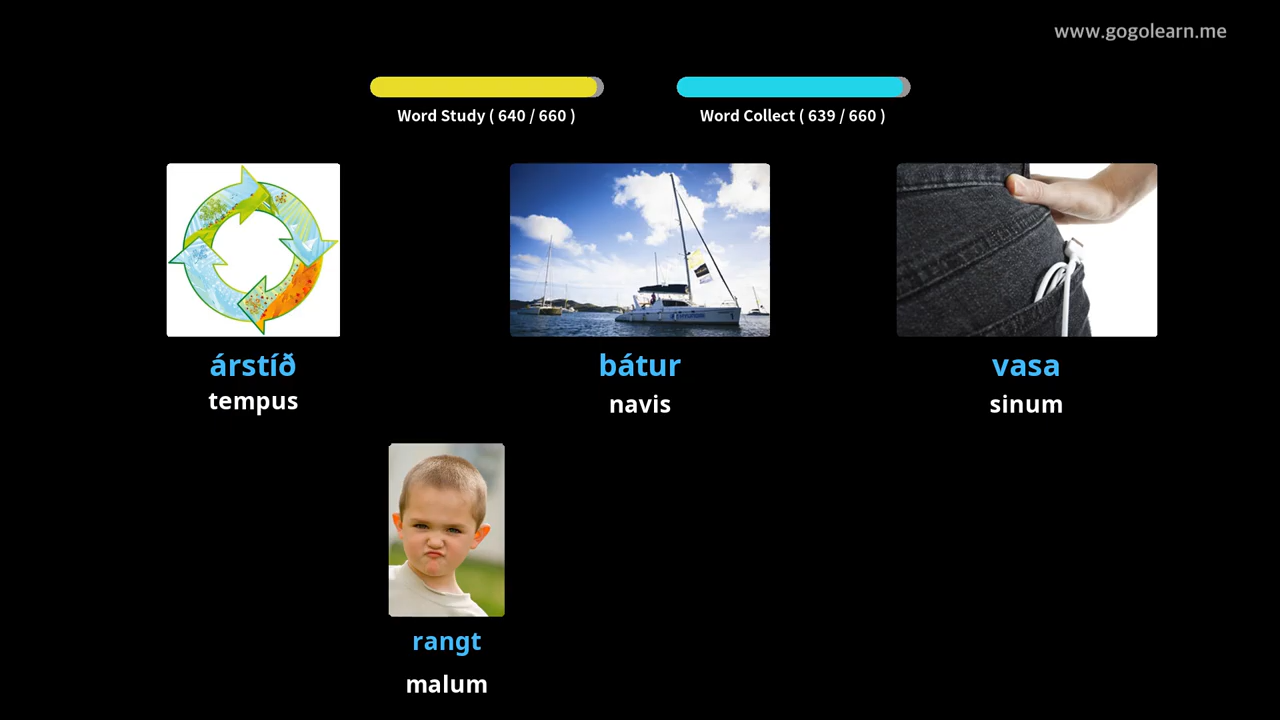 www.gogolearn.me
Word Study ( 640 / 660 )
Word Collect ( 639 / 660 )
árstíð
tempus
bátur
navis
vasa
sinum
rangt
malum